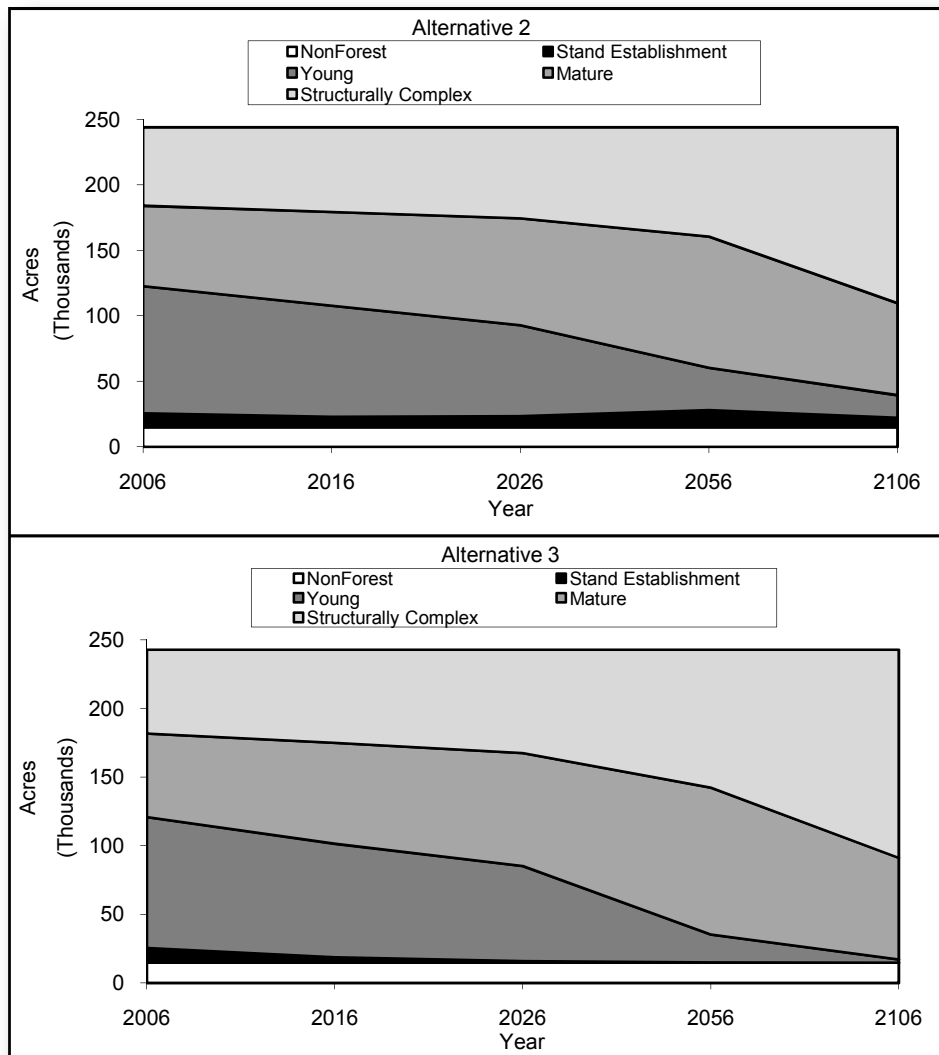 Alternative 2
NonForest Stand Establishment
Young Mature
Structurally Complex
250
200
150
100
50
0
Acres
(Thousands)
2006 2016 2026 2056 2106
Year
Alternative 3
NonForest Stand Establishment
Young Mature
Structurally Complex
250
200
150
100
50
0
Acres
(Thousands)
2006 2016 2026 2056 2106
Year